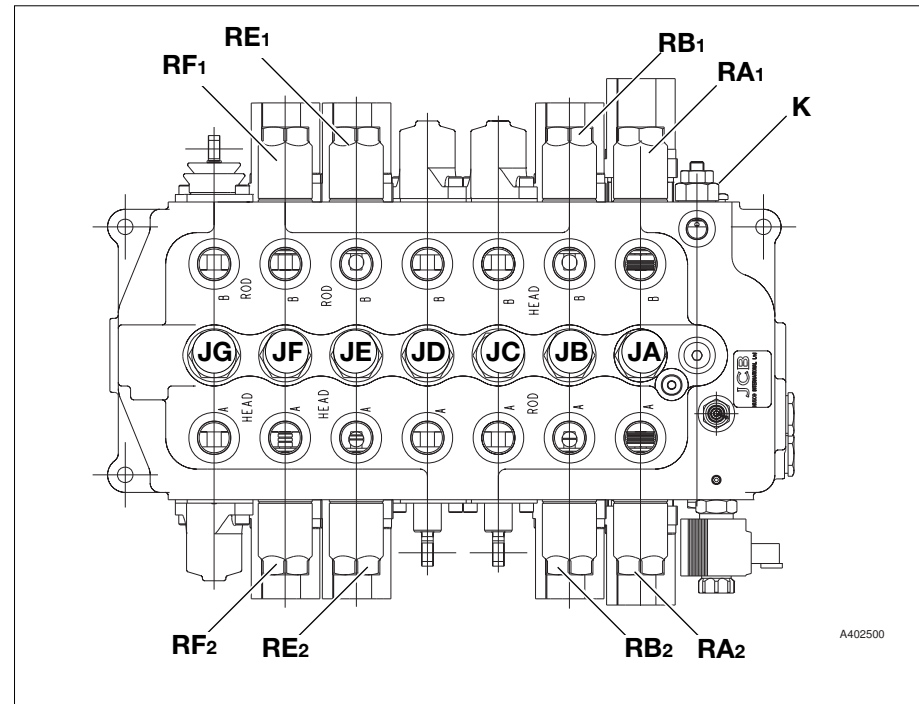 RE1
RB1
RF1
RA1
K
B ROD B ROD B B B HEAD B B
JG JF JE JD JC JB JA
JCB
A HEAD A HEAD A A A ROD A A
RF2 RE2 RB2 RA2
A402500